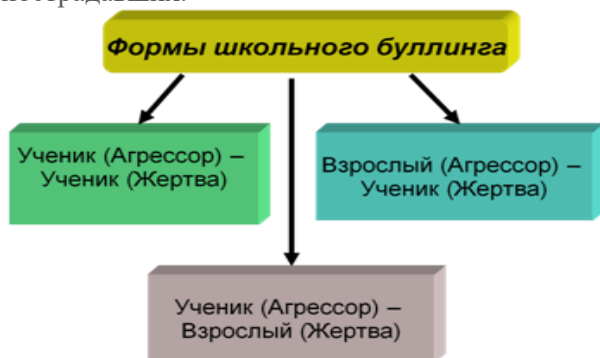 Формы школьного буллинга
Ученик (Агрессор) –
Ученик (Жертва)
Взрослый (Агрессор) –
Ученик (Жертва)
Ученик (Агрессор) –
Взрослый (Жертва)